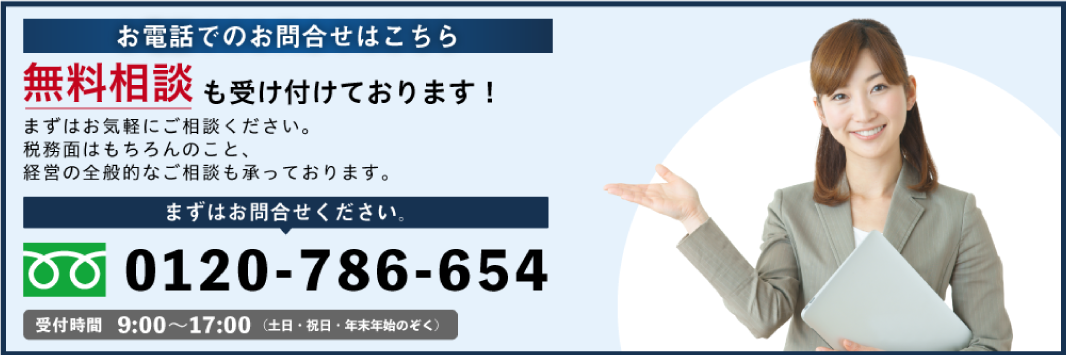 お電話でのお問合せはこちら
無料相談も受け付けております！
まずはお気軽にご相談ください。
税務面はもちろんのこと、
経営の全般的なご相談も承っております。
まずはお問合せください。
0120-786-654
受付時間 9:00～17:00（土日・祝日・年末年始のぞく）